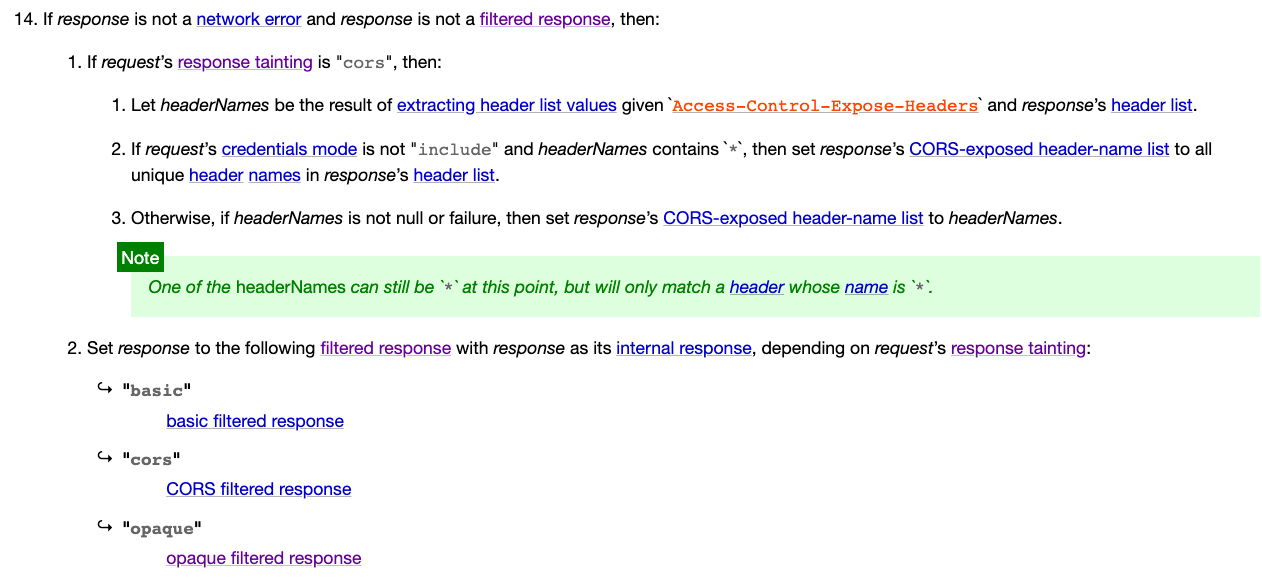 14. If response is not a network error and response is not a filtered response, then:
1. If request's response tainting is "cors", then:
1. Let headerNames be the result of extracting header list values given `Access-Control-Expose-Headers` and response's header list.
2. If request's credentials mode is not "include" and headerNames contains `*`, then set response's CORS-exposed header-name list to all
unique header names in response's header list.
3. Otherwise, if headerNames is not null or failure, then set response's CORS-exposed header-name list to headerNames.
Note
One of the headerNames can still be `*` at this point, but will only match a header whose name is `*`.
2. Set response to the following filtered response with response as its internal response, depending on request's response tainting:
↪ "basic"
basic filtered response
↪ "cors"
CORS filtered response
↪ "opaque"
opaque filtered response